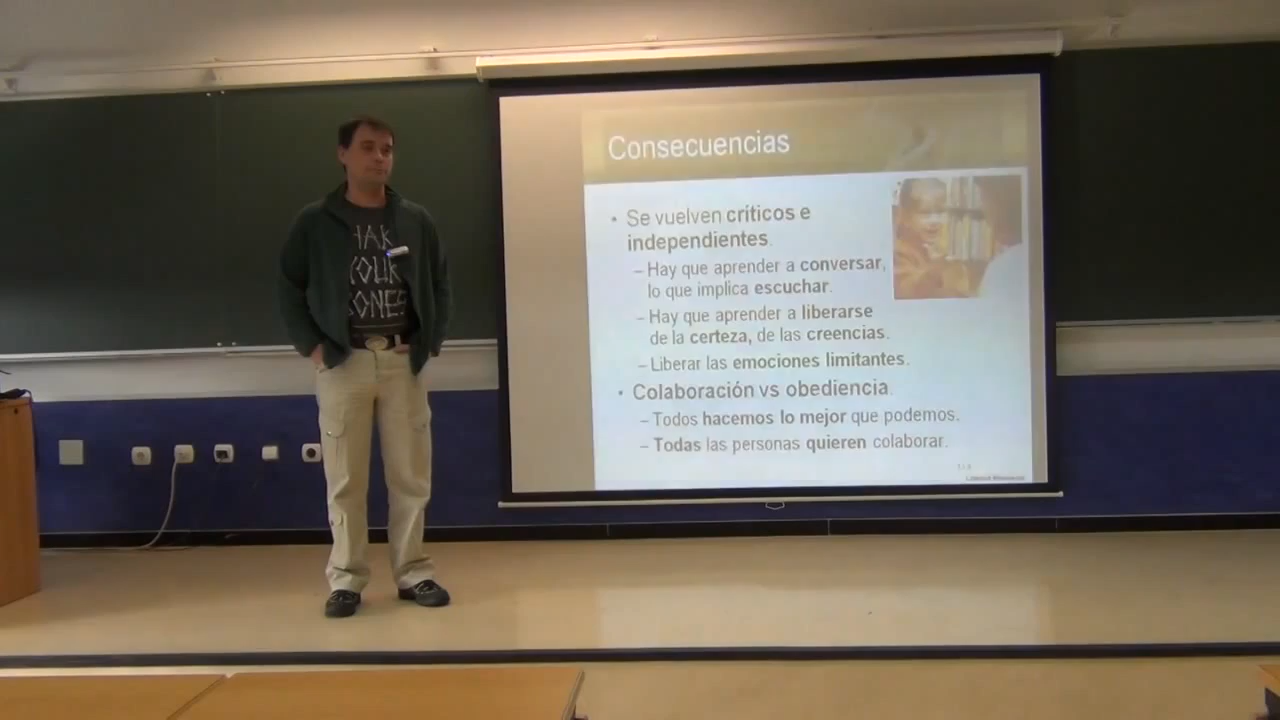 Consecuencias
• Se vuelven críticos e
independientes.
– Hay que aprender a conversar,
lo que implica escuchar.
– Hay que aprender a liberarse
de la certeza, de las creencias.
– Liberar las emociones limitantes.
• Colaboración vs obediencia.
– Todos hacemos lo mejor que podemos.
– Todas las personas quieren colaborar.
YOUR